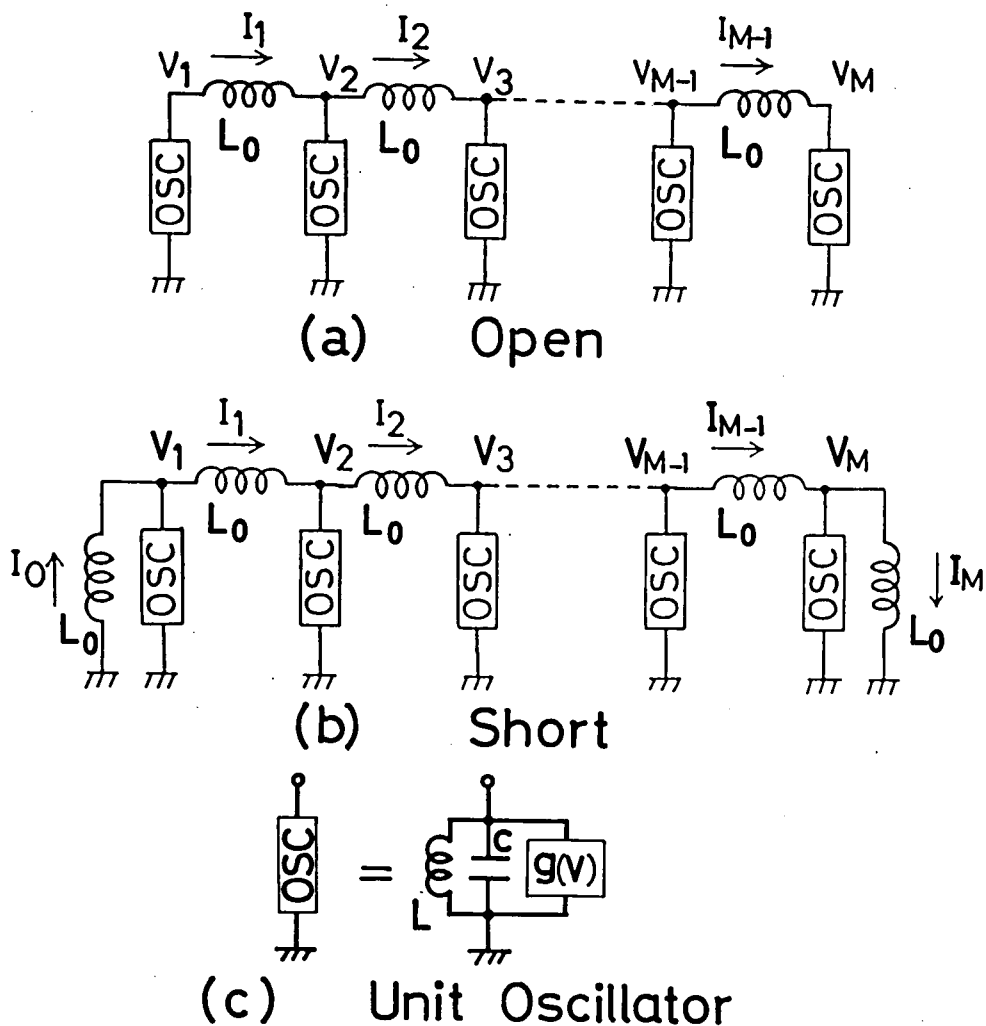 I1 I2 IM-1
V1 V2 V3 VM-1 VM
L0 L0 L0
OSC OSC OSC OSC OSC
(a) Open
I1 I2 IM-1
V1 V2 V3 VM-1 VM
L0 L0 L0
I0 OSC OSC OSC OSC OSC IM
L0 L0
(b) Short
OSC = L C g(V)
(c) Unit Oscillator